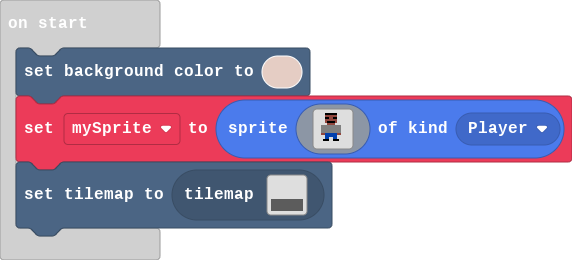 on start
set background color to
set mySprite to sprite of kind Player
set tilemap to tilemap